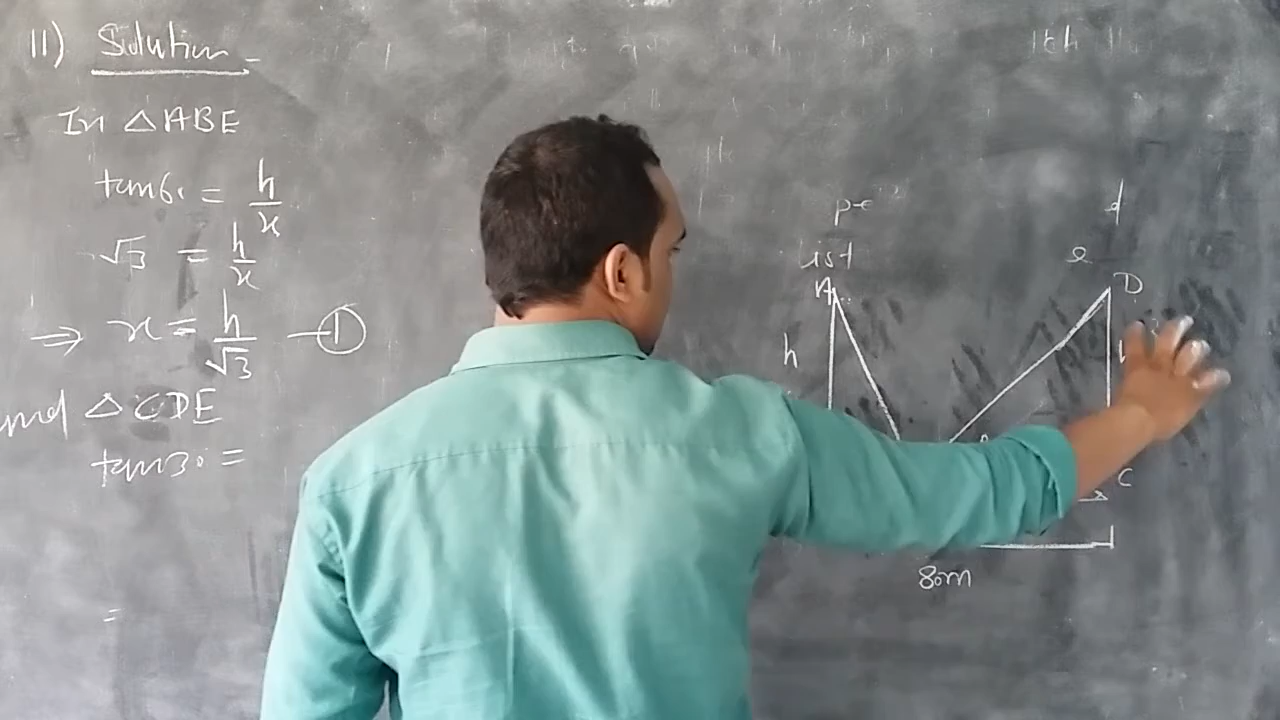 11) Solution
In △ABE
tan60 = h/x
√3 = h/x
⇒ x = h/√3 — ①
and △CDE
tan30 =
=
A
D
h
C
80m